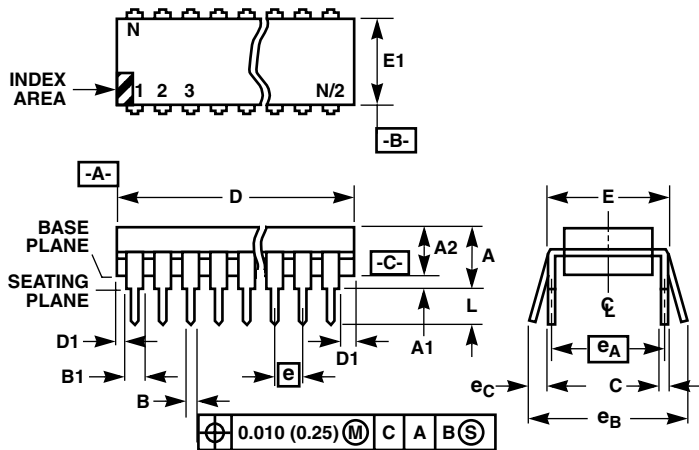 N
E1
INDEX
AREA
1 2 3 N/2
-B-
-A-
D
E
BASE
PLANE
A2
A
-C-
SEATING
PLANE
L
C L
D1
A1
D1
eA
B1
e
eC
C
B
eB
0.010 (0.25) M C A B S